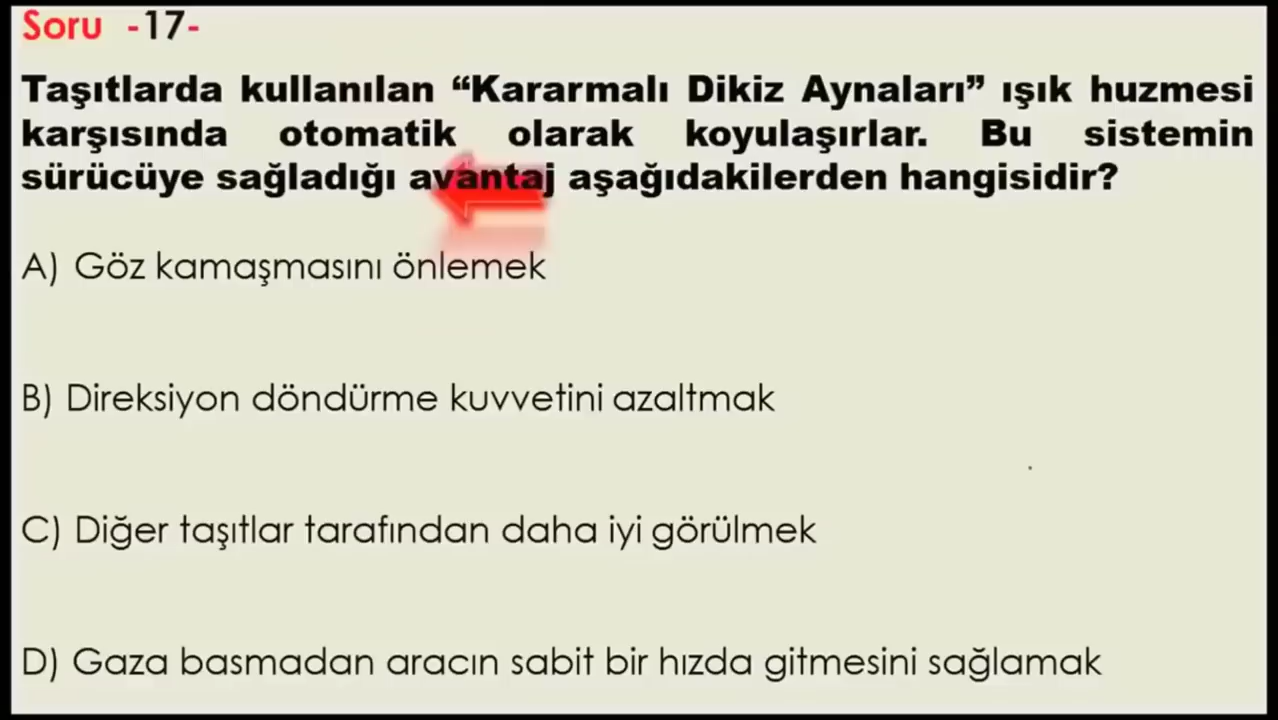 Soru -17-
Taşıtlarda kullanılan “Kararmalı Dikiz Aynaları” ışık huzmesi
karşısında otomatik olarak koyulaşırlar. Bu sistemin
sürücüye sağladığı avantaj aşağıdakilerden hangisidir?
A) Göz kamaşmasını önlemek
B) Direksiyon döndürme kuvvetini azaltmak
C) Diğer taşıtlar tarafından daha iyi görülmek
D) Gaza basmadan aracın sabit bir hızda gitmesini sağlamak